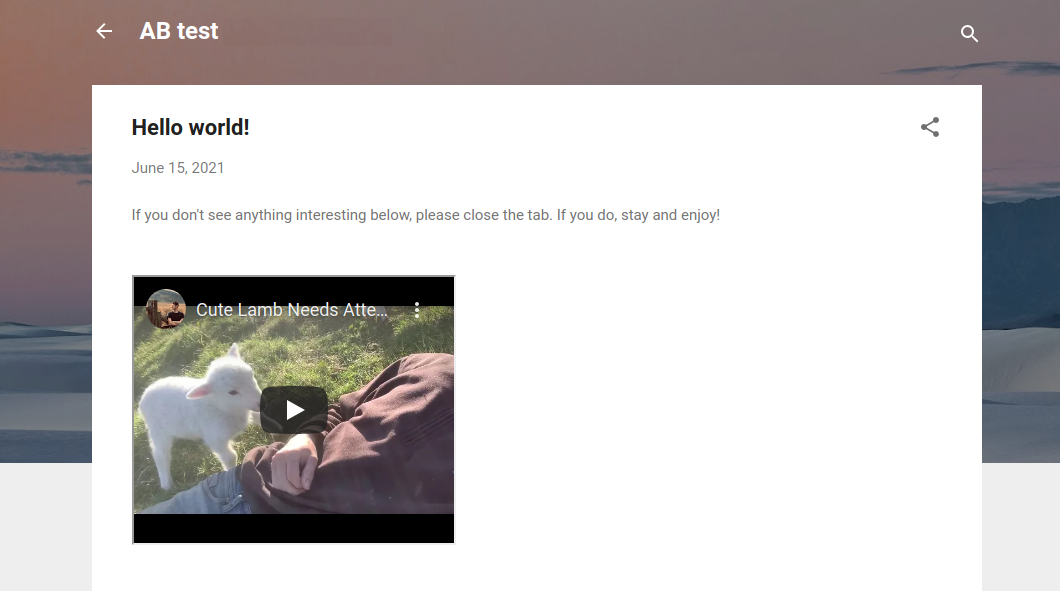 AB test
Hello world!
June 15, 2021
If you don't see anything interesting below, please close the tab. If you do, stay and enjoy!
Cute Lamb Needs Atte...